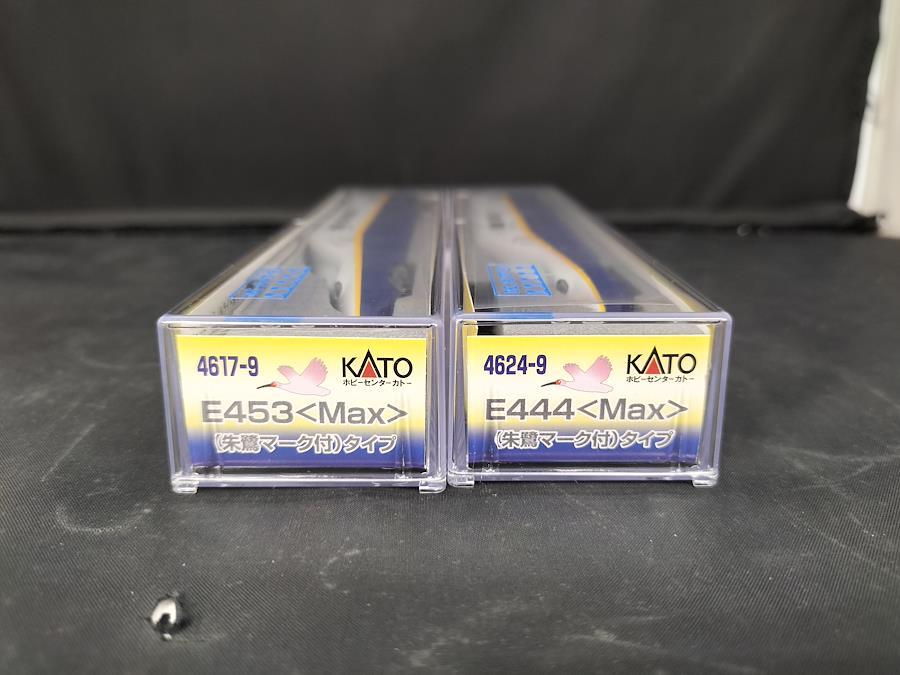 4617-9
KATO
ホビーセンターカトー
E453<Max>
(朱鷺マーク付)タイプ
4624-9
KATO
ホビーセンターカトー
E444<Max>
(朱鷺マーク付)タイプ